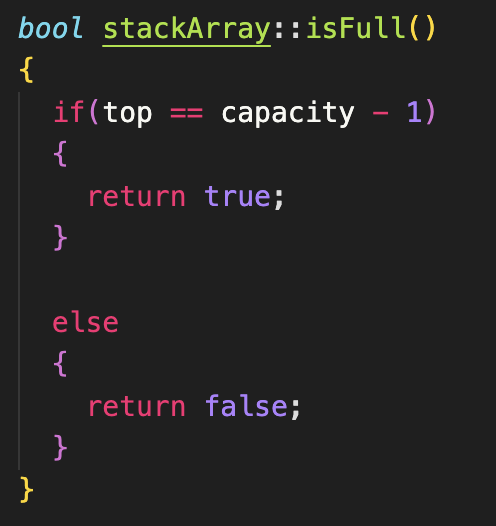 bool stackArray::isFull()
{
  if(top == capacity - 1)
  {
    return true;
  }

  else
  {
    return false;
  }
}